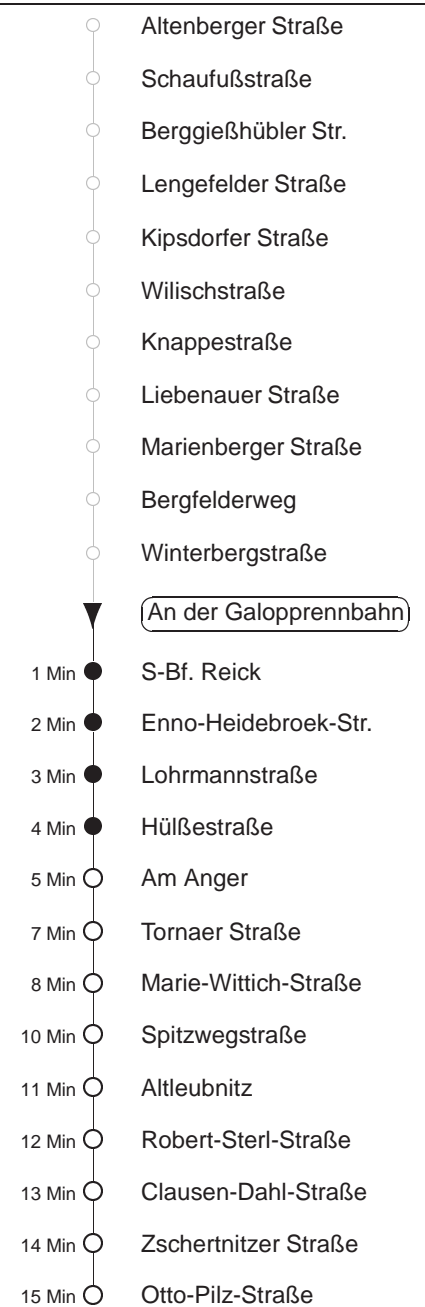 Altenberger Straße
Schaufußstraße
Berggießhübler Str.
Lengefelder Straße
Kipsdorfer Straße
Wilischstraße
Knappestraße
Liebenauer Straße
Marienberger Straße
Bergfelderweg
Winterbergstraße
An der Galopprennbahn
1 Min S-Bf. Reick
2 Min Enno-Heidebroek-Str.
3 Min Lohrmannstraße
4 Min Hülßestraße
5 Min Am Anger
7 Min Tornaer Straße
8 Min Marie-Wittich-Straße
10 Min Spitzwegstraße
11 Min Altleubnitz
12 Min Robert-Sterl-Straße
13 Min Clausen-Dahl-Straße
14 Min Zschertnitzer Straße
15 Min Otto-Pilz-Straße